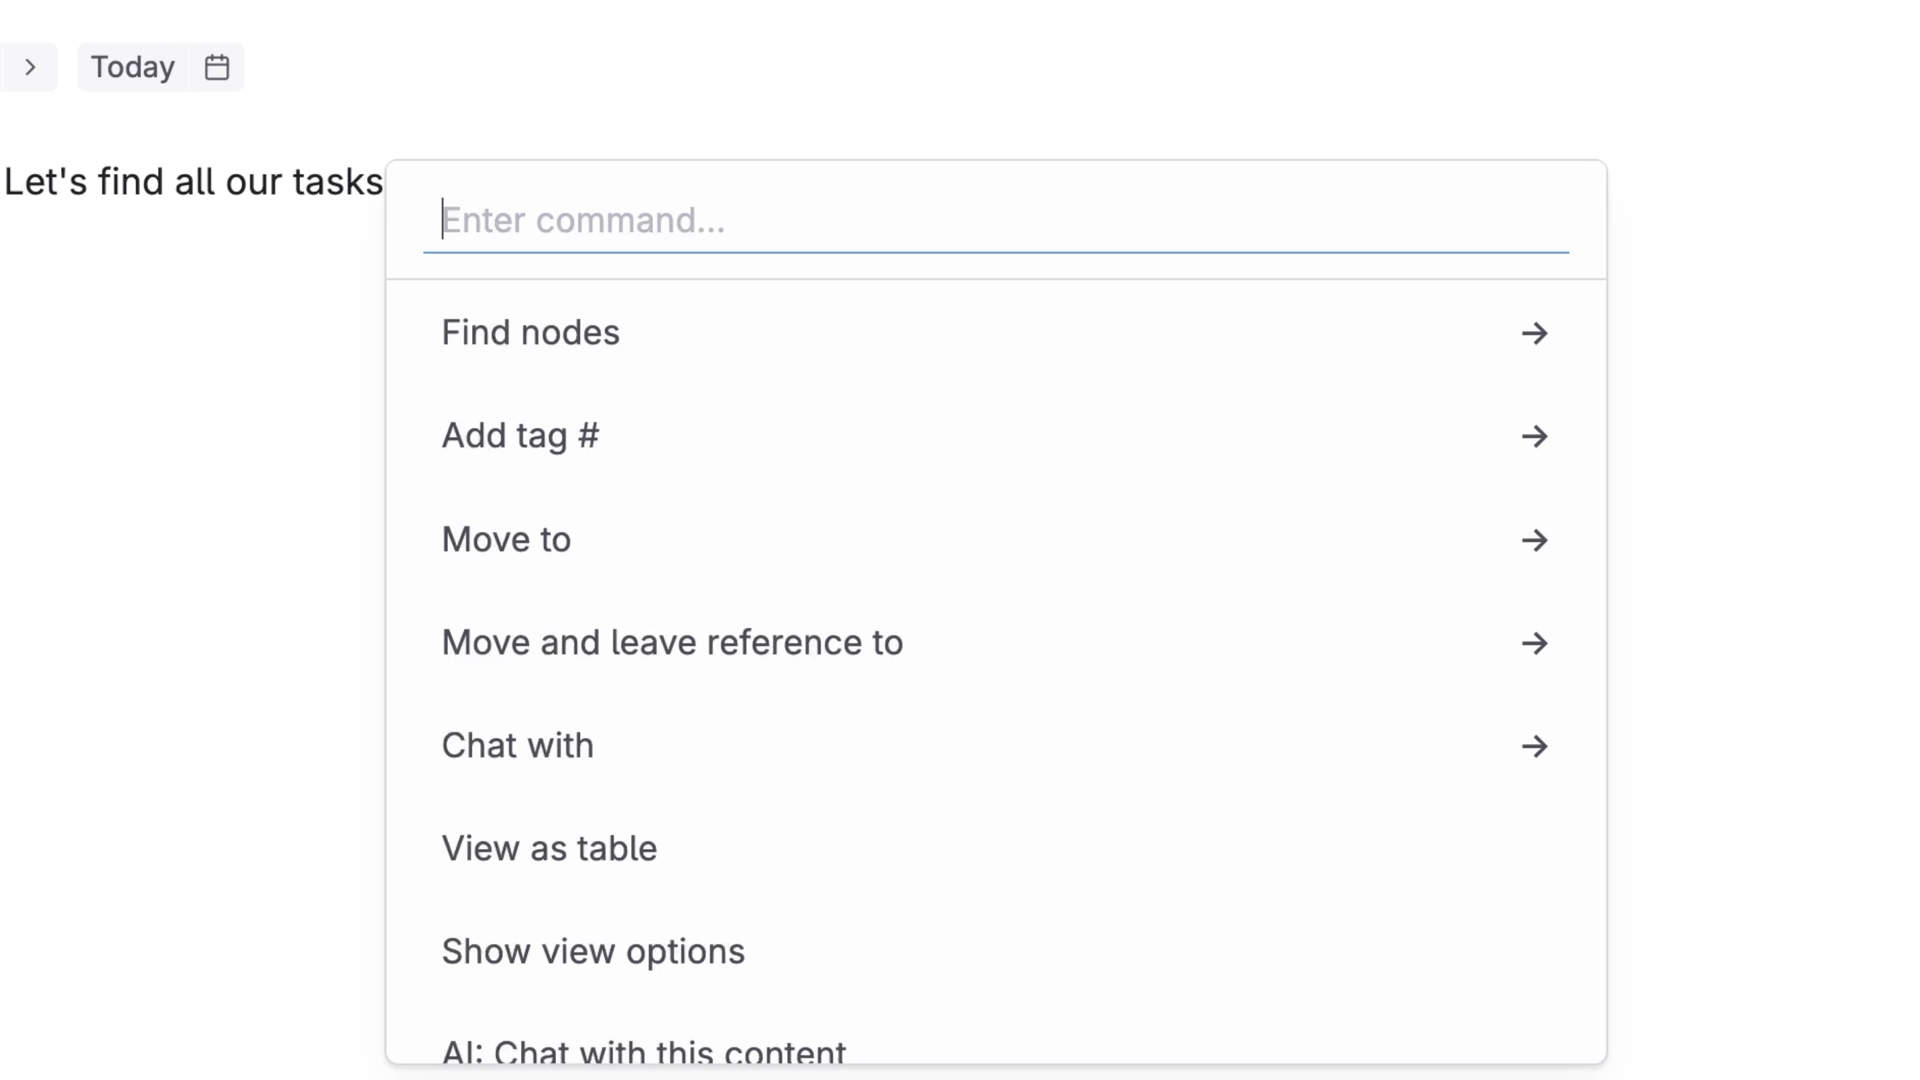 Today
Let's find all our tasks
Enter command...
Find nodes
Add tag #
Move to
Move and leave reference to
Chat with
View as table
Show view options
AI: Chat with this content